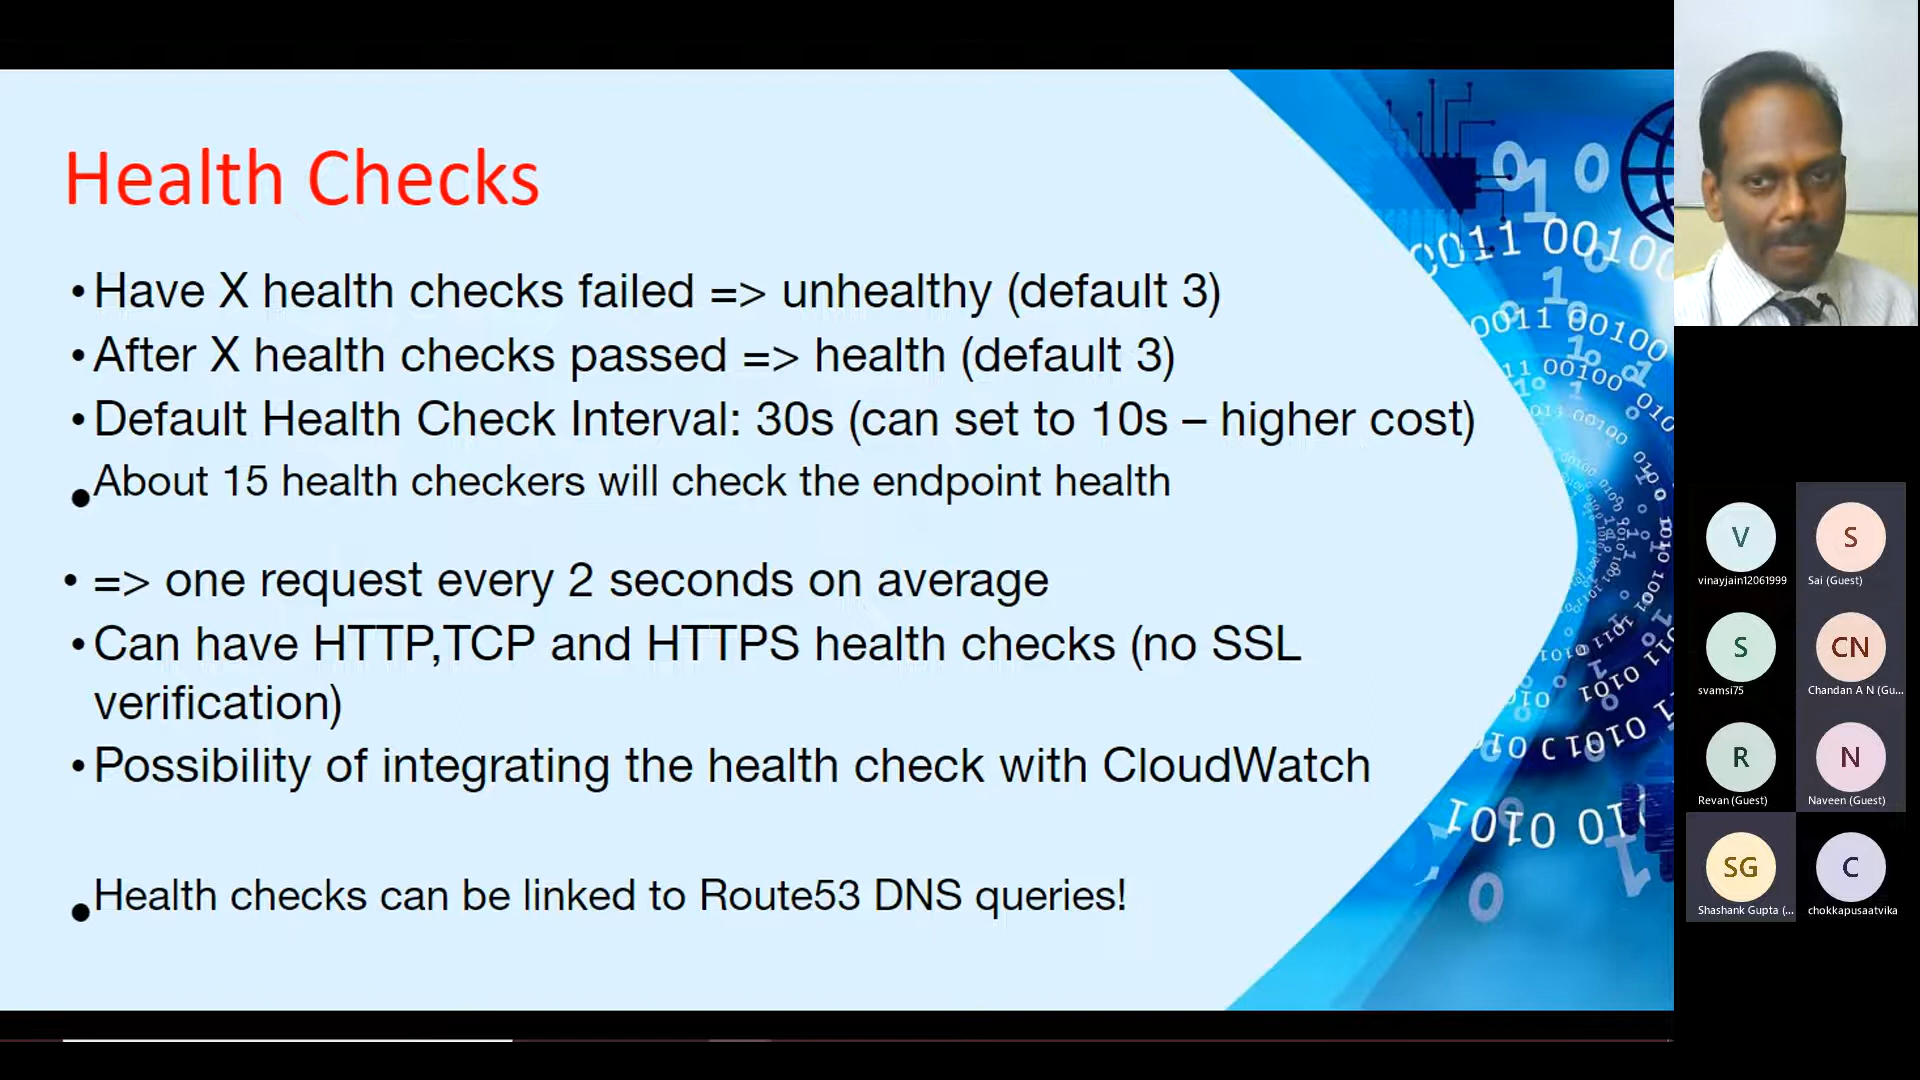 Health Checks
•Have X health checks failed => unhealthy (default 3)
•After X health checks passed => health (default 3)
•Default Health Check Interval: 30s (can set to 10s – higher cost)
•About 15 health checkers will check the endpoint health
• => one request every 2 seconds on average
•Can have HTTP,TCP and HTTPS health checks (no SSL
verification)
•Possibility of integrating the health check with CloudWatch
•Health checks can be linked to Route53 DNS queries!
V
vinayjain12061999
S
Sai (Guest)
S
svamsi75
CN
Chandan A N (Gu...
R
Revan (Guest)
N
Naveen (Guest)
SG
Shashank Gupta (...
C
chokkapusaatvika